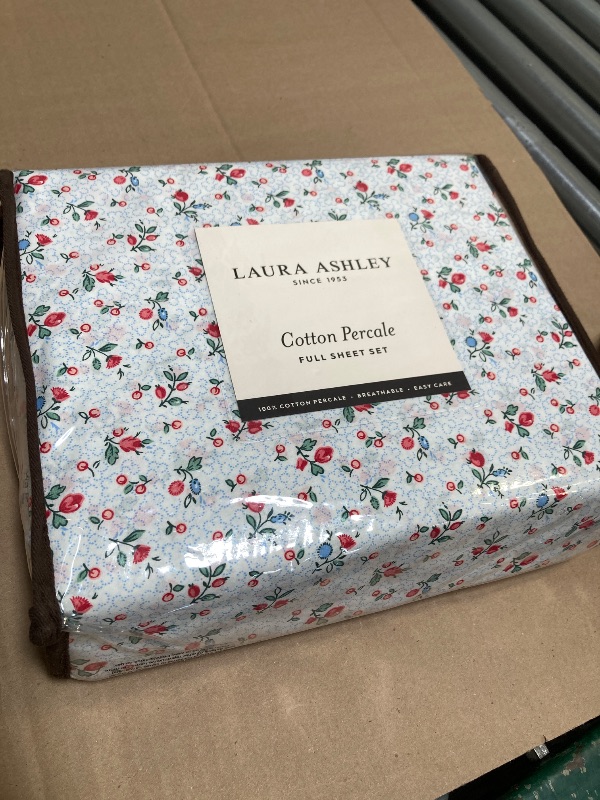 LAURA ASHLEY
SINCE 1953
Cotton Percale
FULL SHEET SET
100% COTTON PERCALE • BREATHABLE • EASY CARE